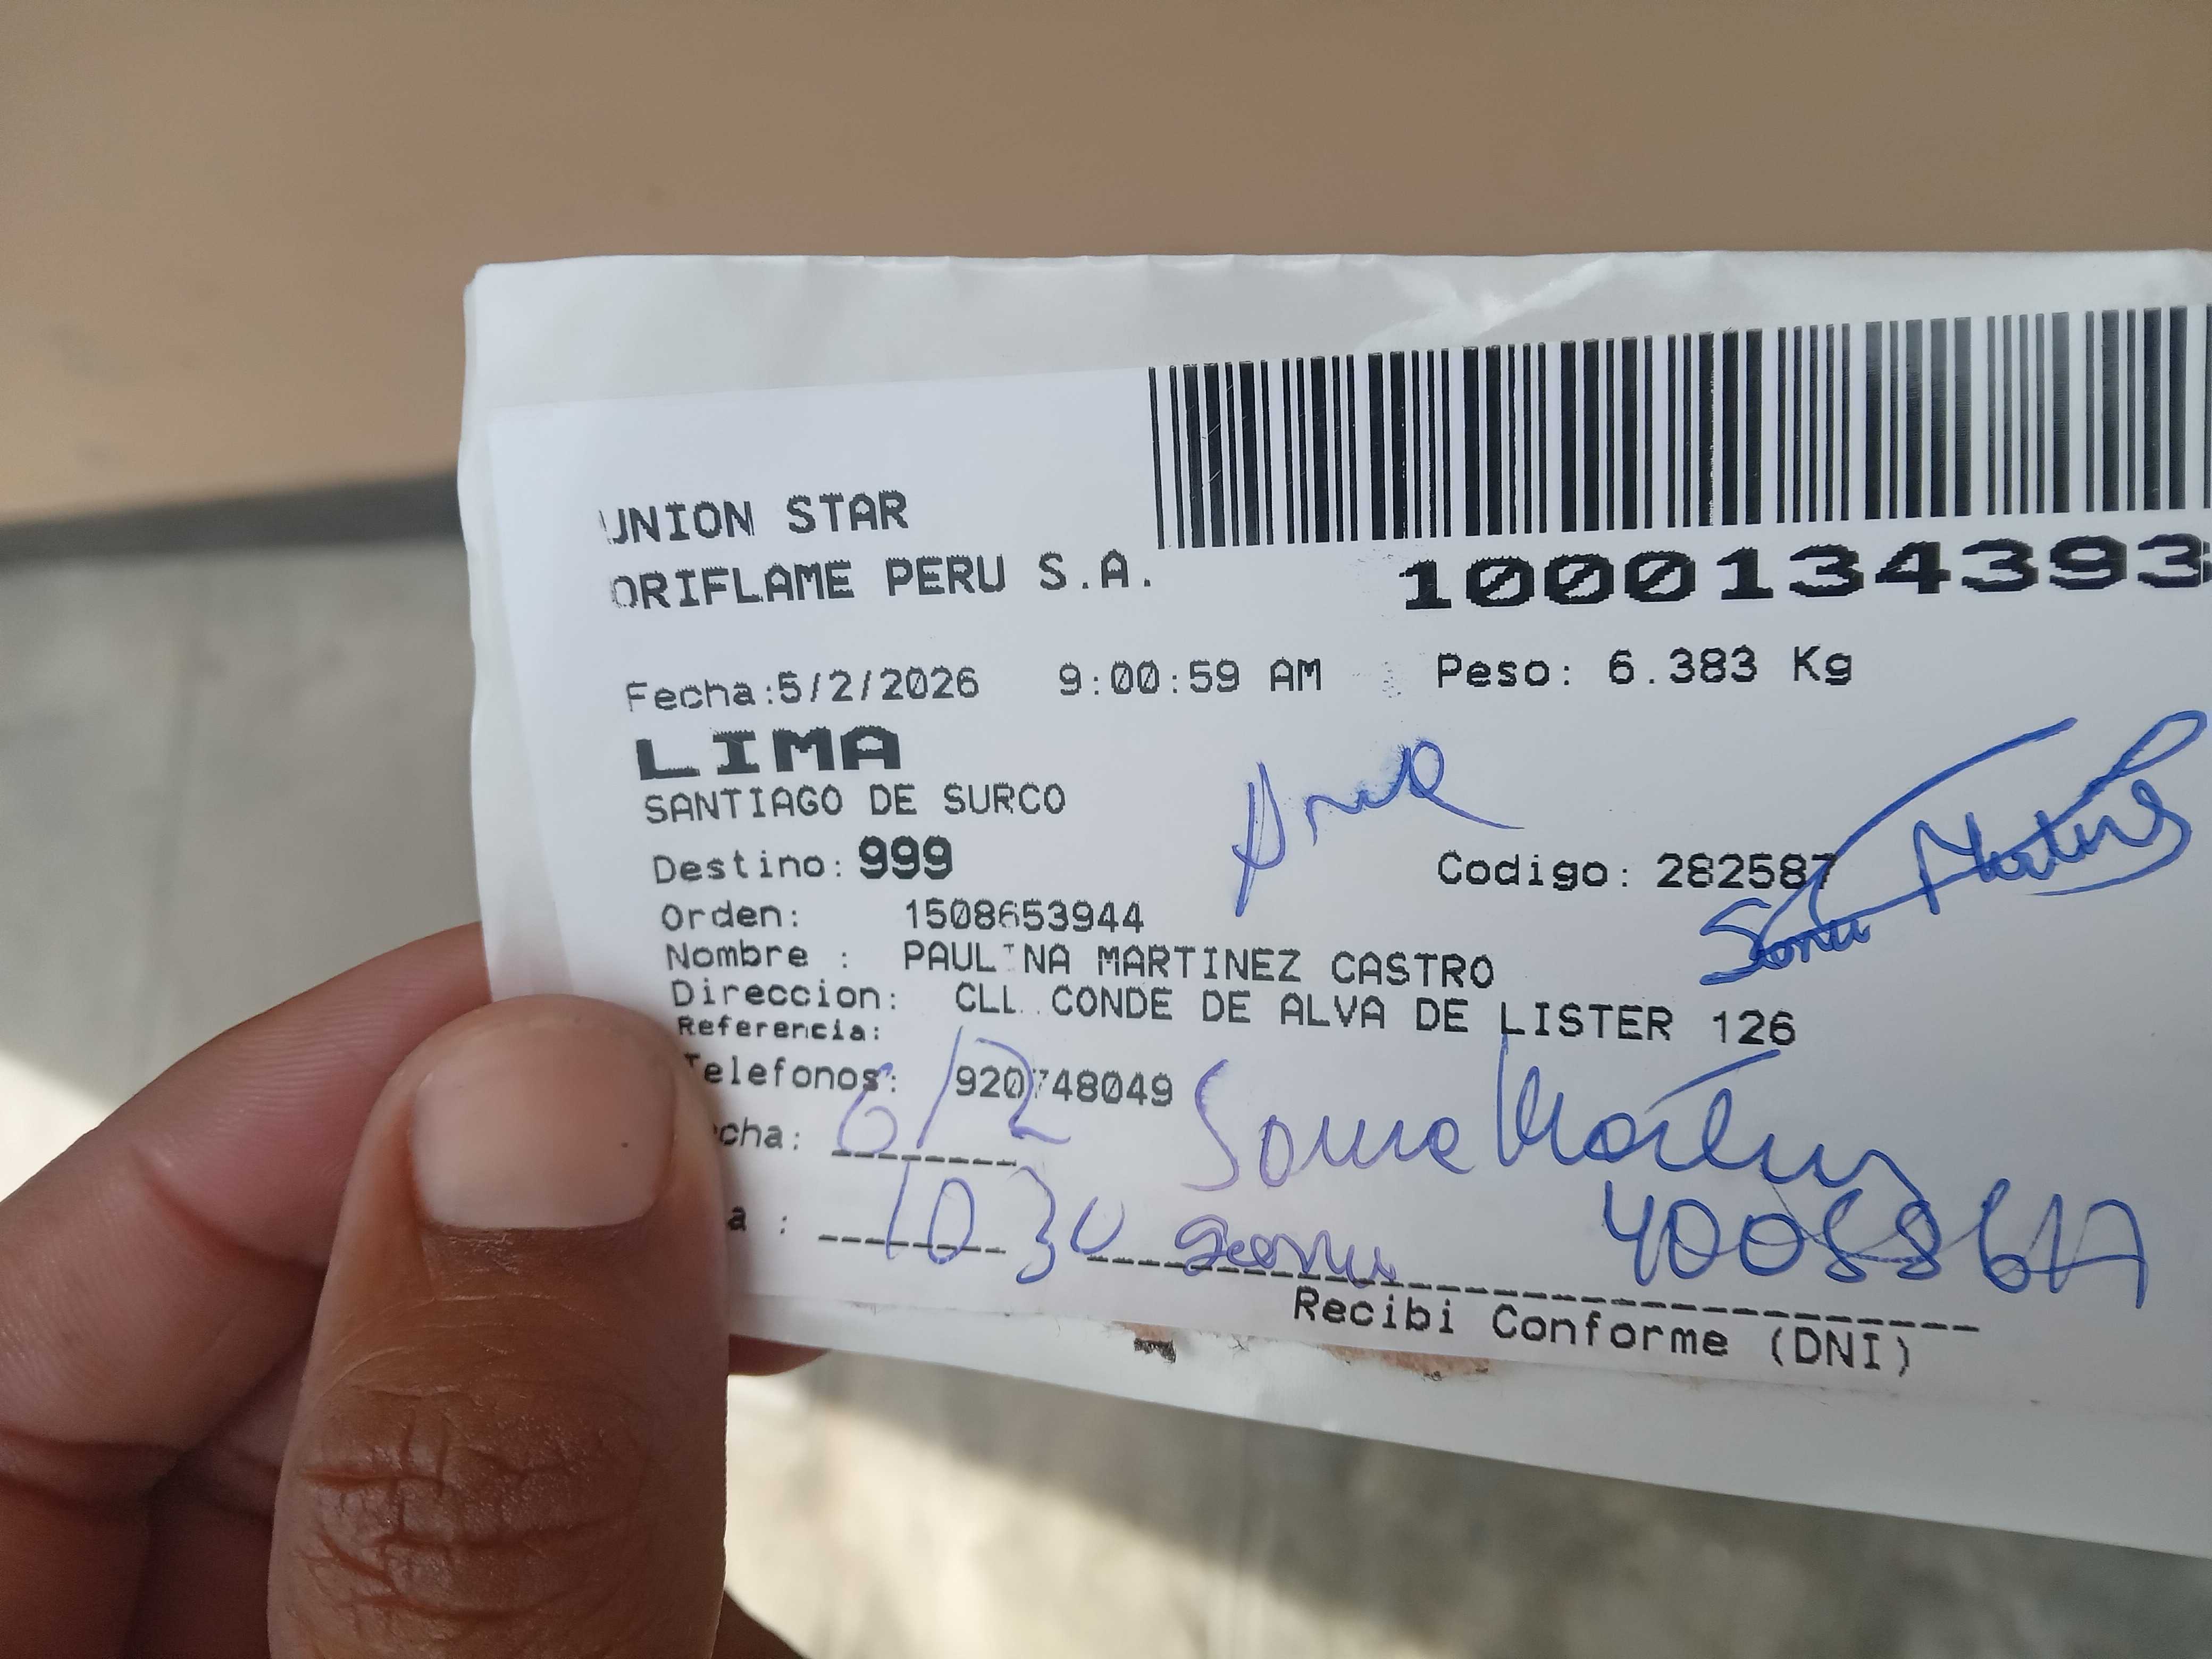 UNION STAR
ORIFLAME PERU S.A.
1000134393
Fecha:5/2/2026 9:00:59 AM Peso: 6.383 Kg
LIMA
SANTIAGO DE SURCO
Destino: 999
Codigo: 282587
Orden: 1508653944
Nombre : PAULINA MARTINEZ CASTRO
Direccion: CLL. CONDE DE ALVA DE LISTER 126
Referencia:
Telefonos: 920748049
cha: 6/2
a : 10 30
Recibi Conforme (DNI)